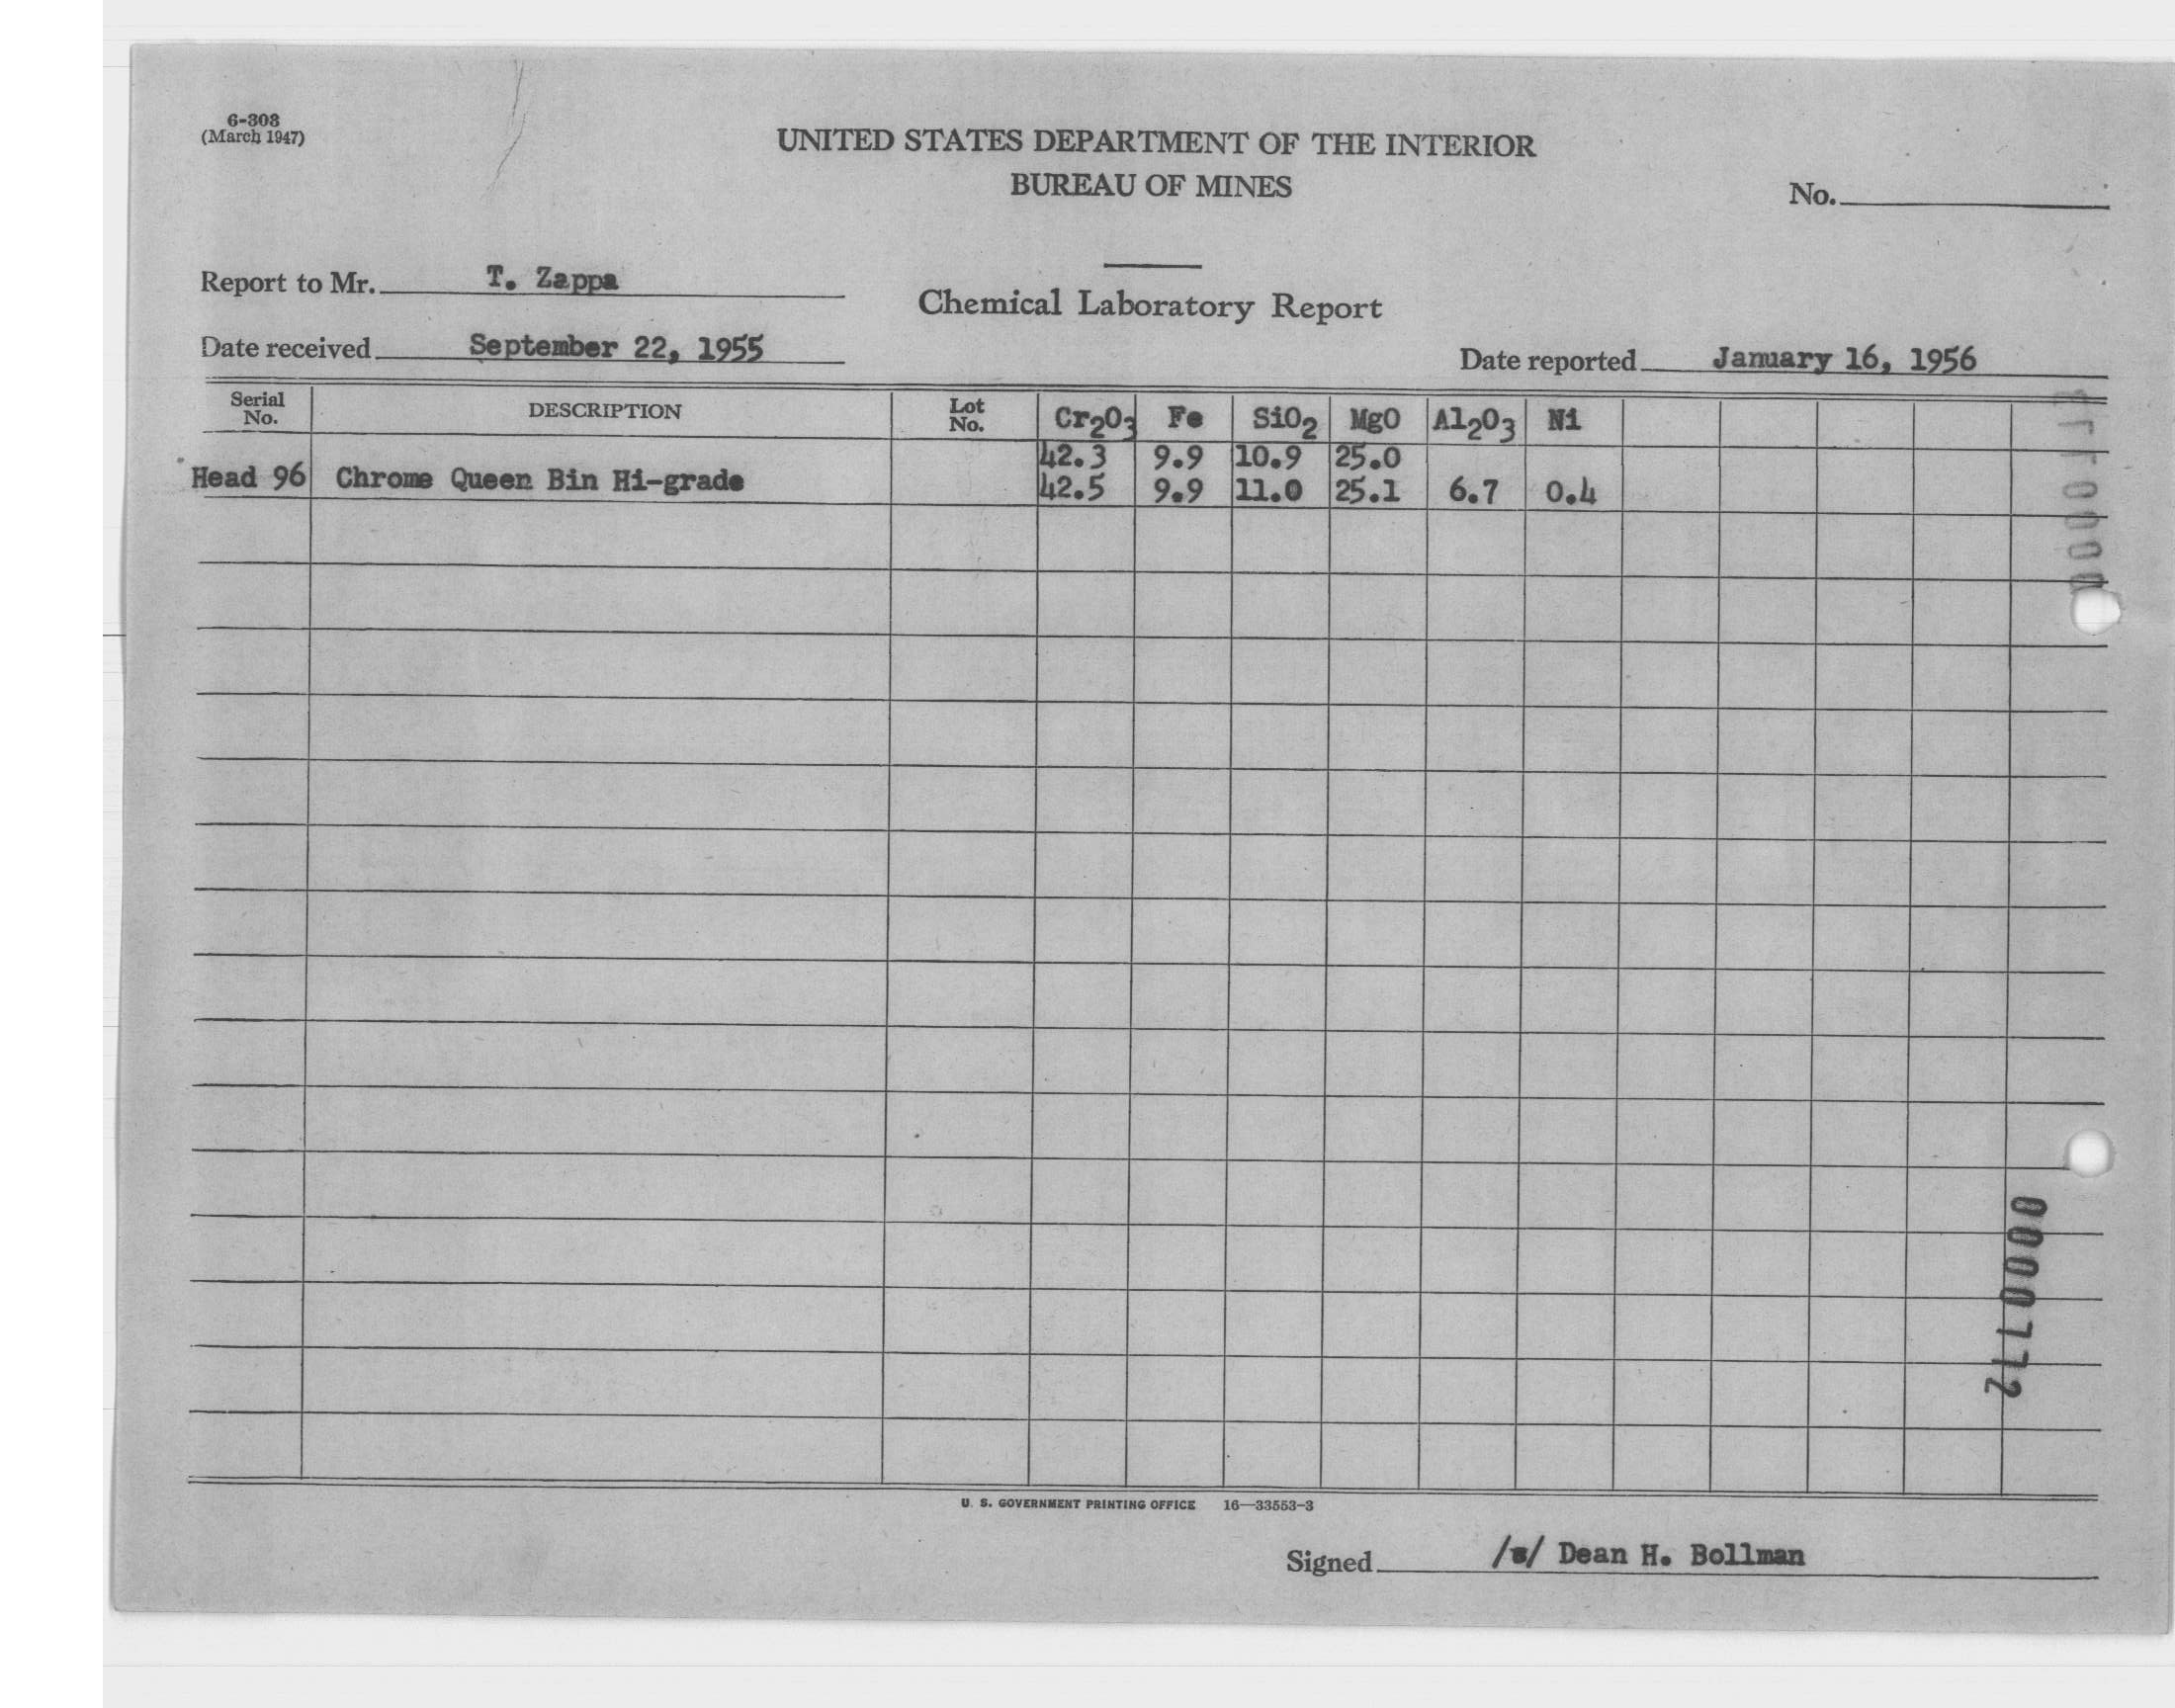 6-308
(March 1947)
UNITED STATES DEPARTMENT OF THE INTERIOR
BUREAU OF MINES
No.
Report to Mr. T. Zappa
Chemical Laboratory Report
Date received September 22, 1955
Date reported January 16, 1956
Serial No. DESCRIPTION Lot No. Cr2O3 Fe SiO2 MgO Al2O3 Ni
42.3 9.9 10.9 25.0
Head 96 Chrome Queen Bin Hi-grade 42.5 9.9 11.0 25.1 6.7 0.4
0000172
U. S. GOVERNMENT PRINTING OFFICE 16—33553-3
Signed /s/ Dean H. Bollman